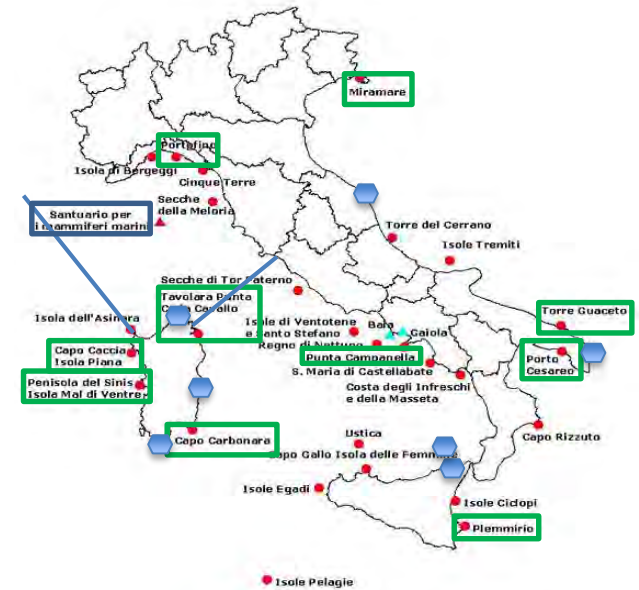 Miramare
Portofino
Isola di Bergeggi
Cinque Terre
Secche
della Meloria
Santuario per
i mammiferi marini
Torre del Cerrano
Isole Tremiti
Secche di Tor Paterno
Tavolara Punta
Coda Cavallo
Isola dell'Asinara
Isole di Ventotene
e Santo Stefano
Baia
Gaiola
Regno di Nettuno
Torre Guaceto
Capo Caccia
Isola Piana
Punta Campanella
Porto
Cesareo
S. Maria di Castellabate
Penisola del Sinis
Isola Mal di Ventre
Costa degli Infreschi
e della Masseta
Capo Carbonara
Ustica
Capo Rizzuto
Capo Gallo Isola delle Femmine
Isole Egadi
Isole Ciclopi
Plemmirio
Isole Pelagie